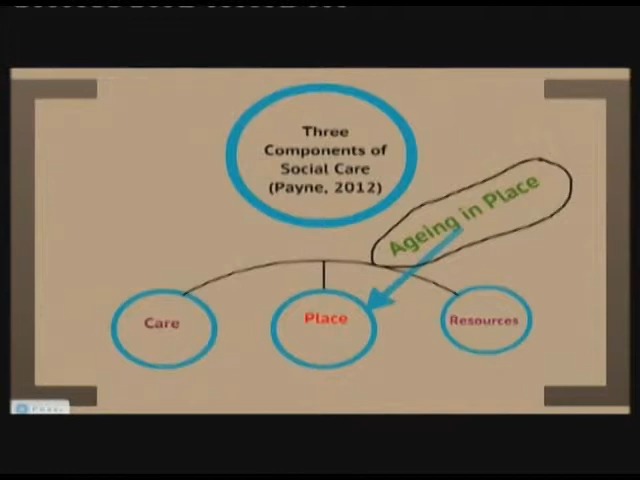 Three
Components of
Social Care
(Payne, 2012)
Ageing in Place
Care
Place
Resources